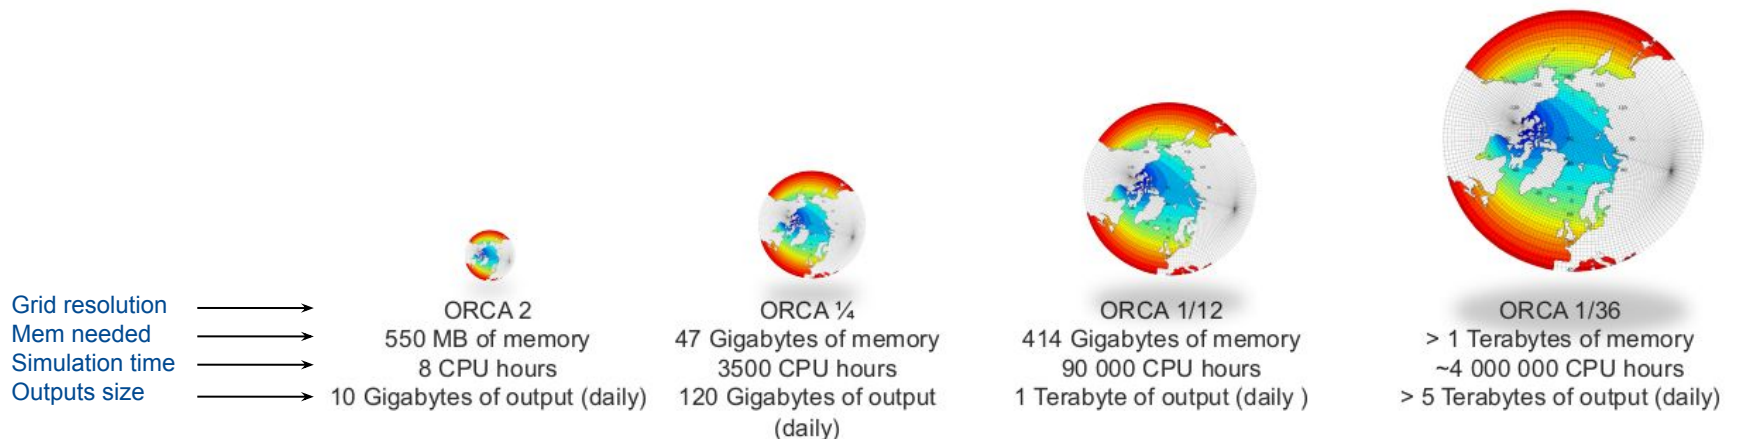 Grid resolution
Mem needed
Simulation time
Outputs size
ORCA 2
550 MB of memory
8 CPU hours
10 Gigabytes of output (daily)
ORCA ¼
47 Gigabytes of memory
3500 CPU hours
120 Gigabytes of output
(daily)
ORCA 1/12
414 Gigabytes of memory
90 000 CPU hours
1 Terabyte of output (daily )
ORCA 1/36
> 1 Terabytes of memory
~4 000 000 CPU hours
> 5 Terabytes of output (daily)